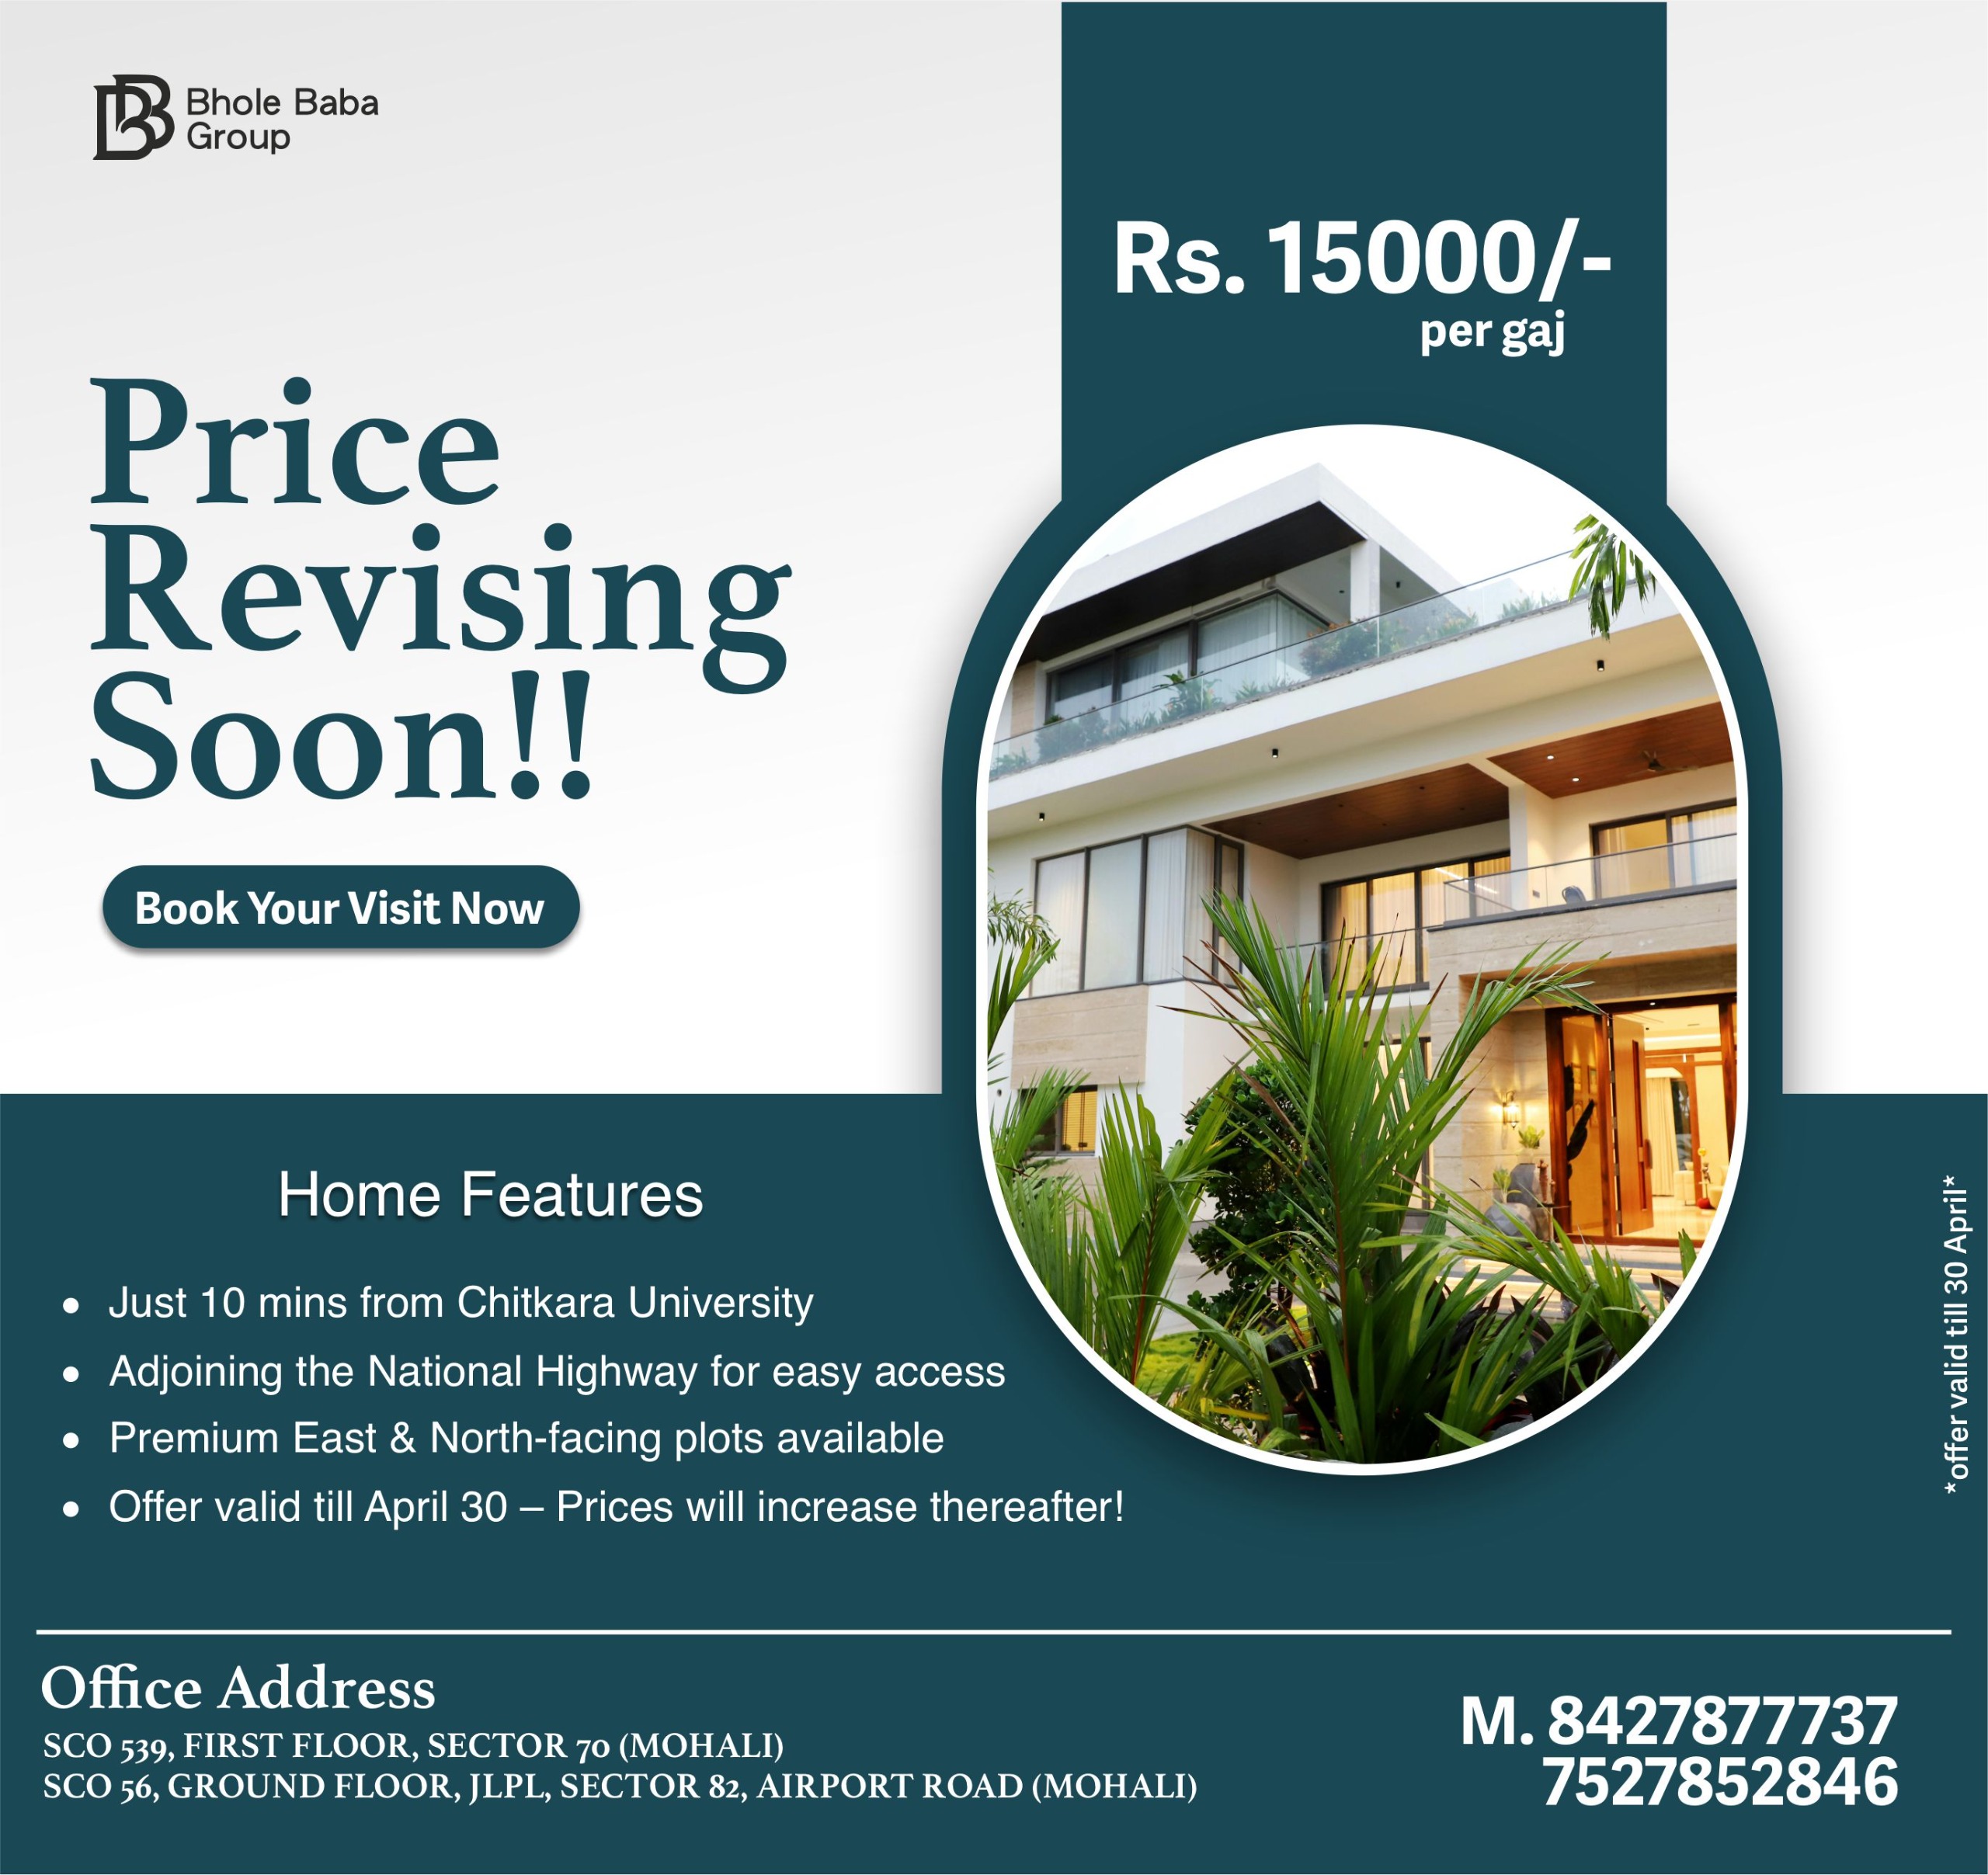 Bhole Baba
Group
Rs. 15000/-
per gaj
Price
Revising
Soon!!
Book Your Visit Now
Home Features
• Just 10 mins from Chitkara University
• Adjoining the National Highway for easy access
• Premium East & North-facing plots available
• Offer valid till April 30 – Prices will increase thereafter!
*offer valid till 30 April*
Office Address
SCO 539, FIRST FLOOR, SECTOR 70 (MOHALI)
SCO 56, GROUND FLOOR, JLPL, SECTOR 82, AIRPORT ROAD (MOHALI)
M. 8427877737
7527852846